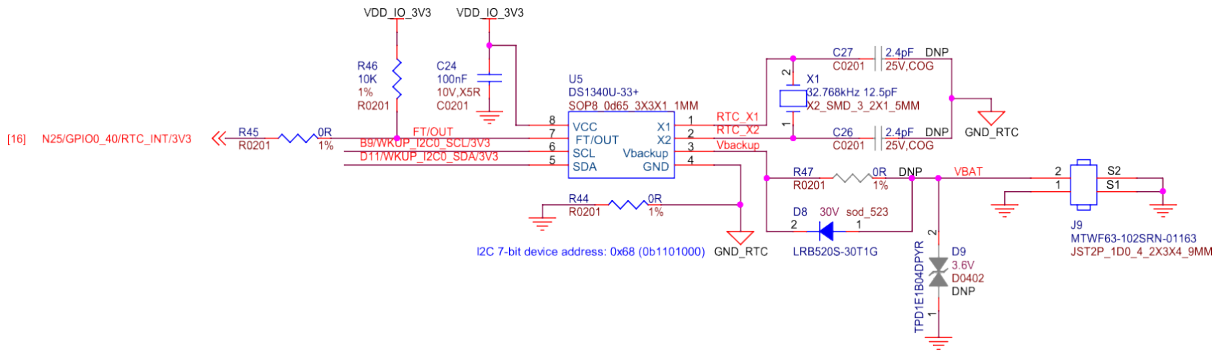 VDD_IO_3V3
VDD_IO_3V3
R46
10K
1%
R0201
C24
100nF
10V,X5R
C0201
U5
DS1340U-33+
SOP8_0d65_3X3X1_1MM
8
VCC
7
FT/OUT
6
SCL
5
SDA
X1
1
X2
2
Vbackup
3
GND
4
RTC_X1
RTC_X2
Vbackup
C27
C0201
2.4pF
DNP
25V,COG
2
X1
32.768kHz 12.5pF
X2_SMD_3_2X1_5MM
1
C26
C0201
2.4pF
DNP
25V,COG
GND_RTC
[16]
N25/GPIO0_40/RTC_INT/3V3
R45
R0201
0R
1%
FT/OUT
B9/WKUP_I2C0_SCL/3V3
D11/WKUP_I2C0_SDA/3V3
R44
R0201
0R
1%
GND_RTC
I2C 7-bit device address: 0x68 (0b1101000)
R47
R0201
0R
1%
DNP
D8
30V
sod_523
2
1
LRB520S-30T1G
VBAT
2
1
S2
S1
J9
MTWF63-102SRN-01163
JST2P_1D0_4_2X3X4_9MM
2
D9
3.6V
D0402
DNP
1
TPD1E1B04DPYR